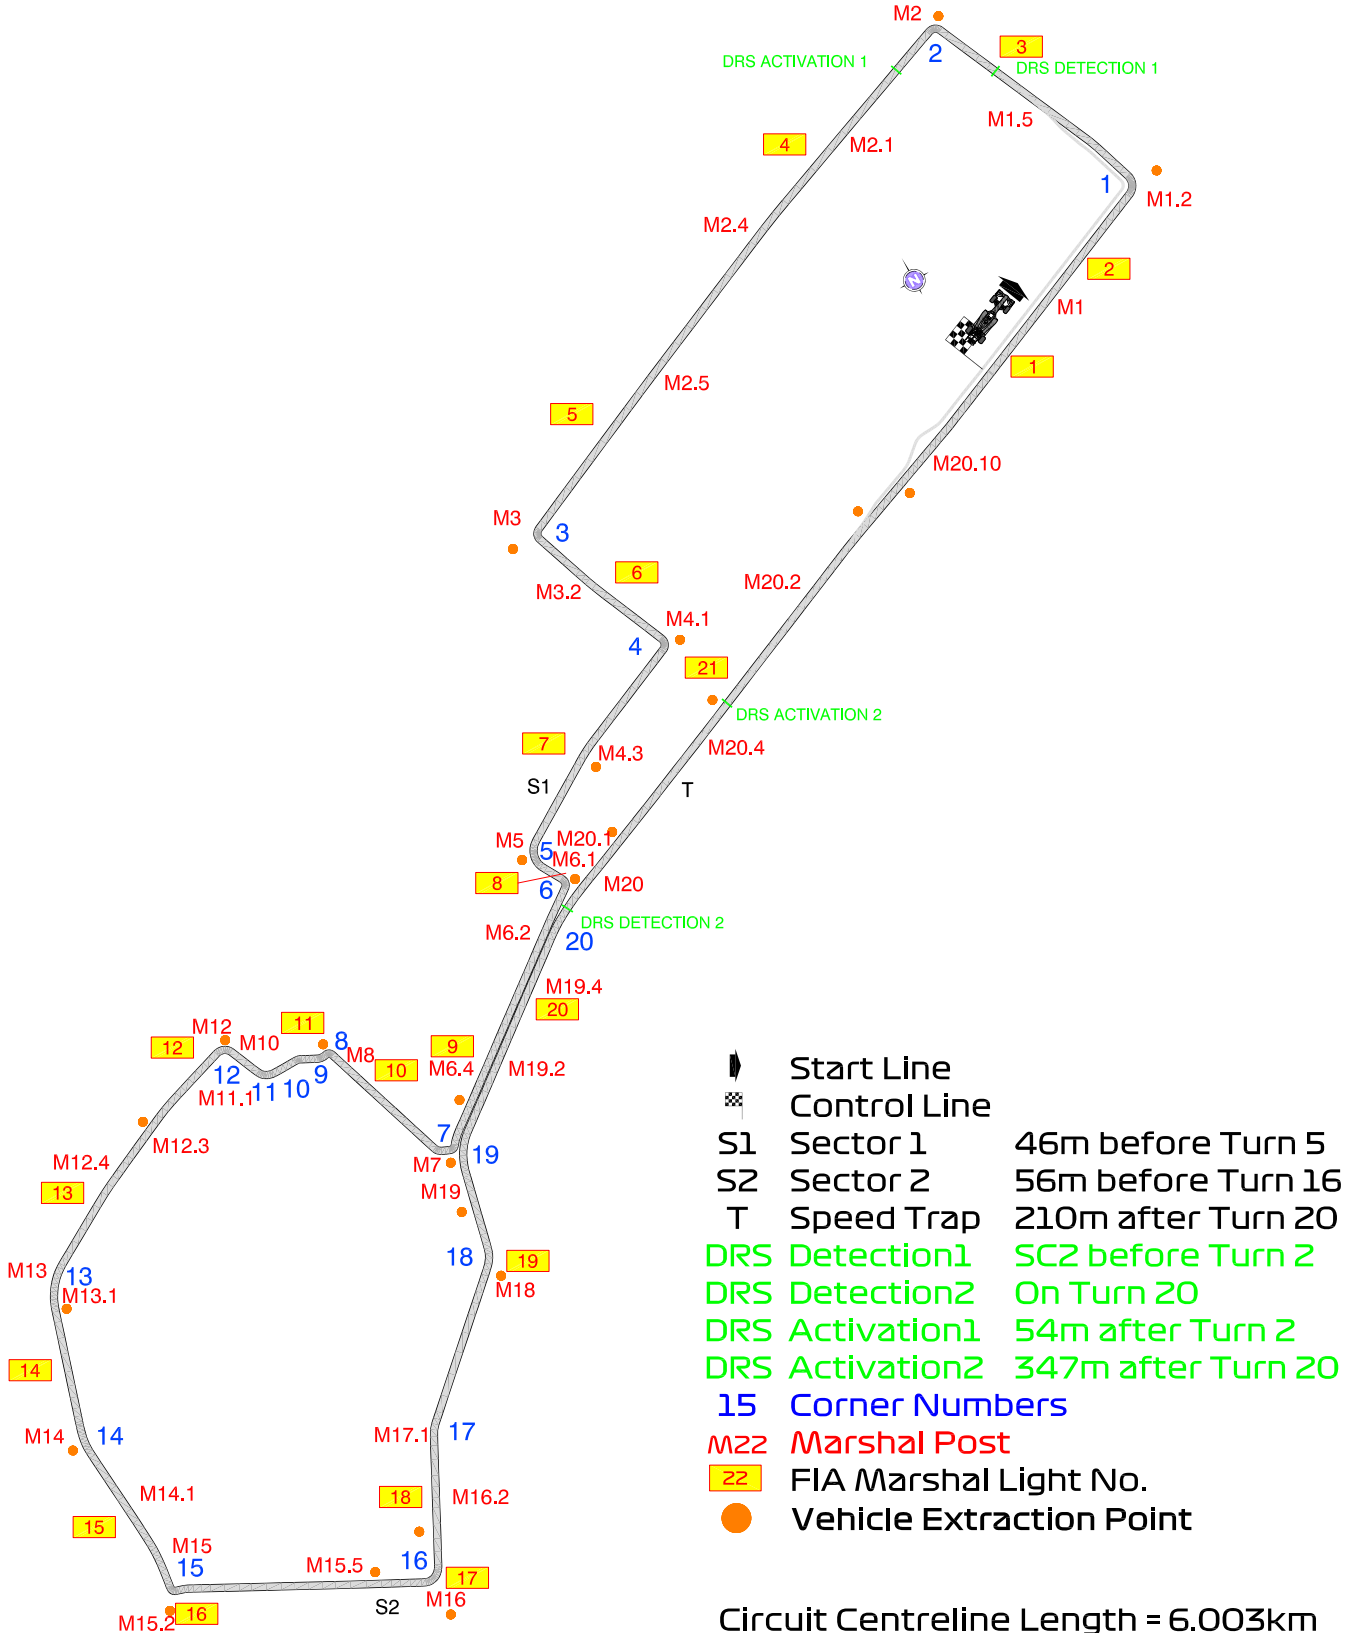 M2
3
2
DRS ACTIVATION 1
DRS DETECTION 1
M1.5
4
M2.1
1
M1.2
M2.4
2
N
M1
1
M2.5
5
M20.10
M3
3
6
M3.2
M20.2
M4.1
4
21
DRS ACTIVATION 2
7
M4.3
M20.4
S1
T
M5
M20.1
5
M6.1
8
6
M20
DRS DETECTION 2
M6.2
20
M19.4
20
M12
11
8
12
M10
M8
9
10
M6.4
M19.2
12
11
10
9
M11.1
7
M12.3
19
M12.4
M7
13
M19
18
19
M13
13
M13.1
M18
14
M14
14
M17.1
17
M14.1
18
M16.2
15
M15
15
M15.5
16
17
M16
S2
M15.2
16
Start Line
Control Line
S1 Sector 1 46m before Turn 5
S2 Sector 2 56m before Turn 16
T Speed Trap 210m after Turn 20
DRS Detection1 SC2 before Turn 2
DRS Detection2 On Turn 20
DRS Activation1 54m after Turn 2
DRS Activation2 347m after Turn 20
15 Corner Numbers
M22 Marshal Post
22 FIA Marshal Light No.
Vehicle Extraction Point
Circuit Centreline Length = 6.003km